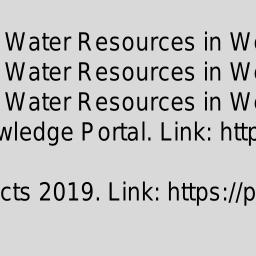 Water Resources in We
Water Resources in We
Water Resources in We
wledge Portal. Link: http
cts 2019. Link: https://p